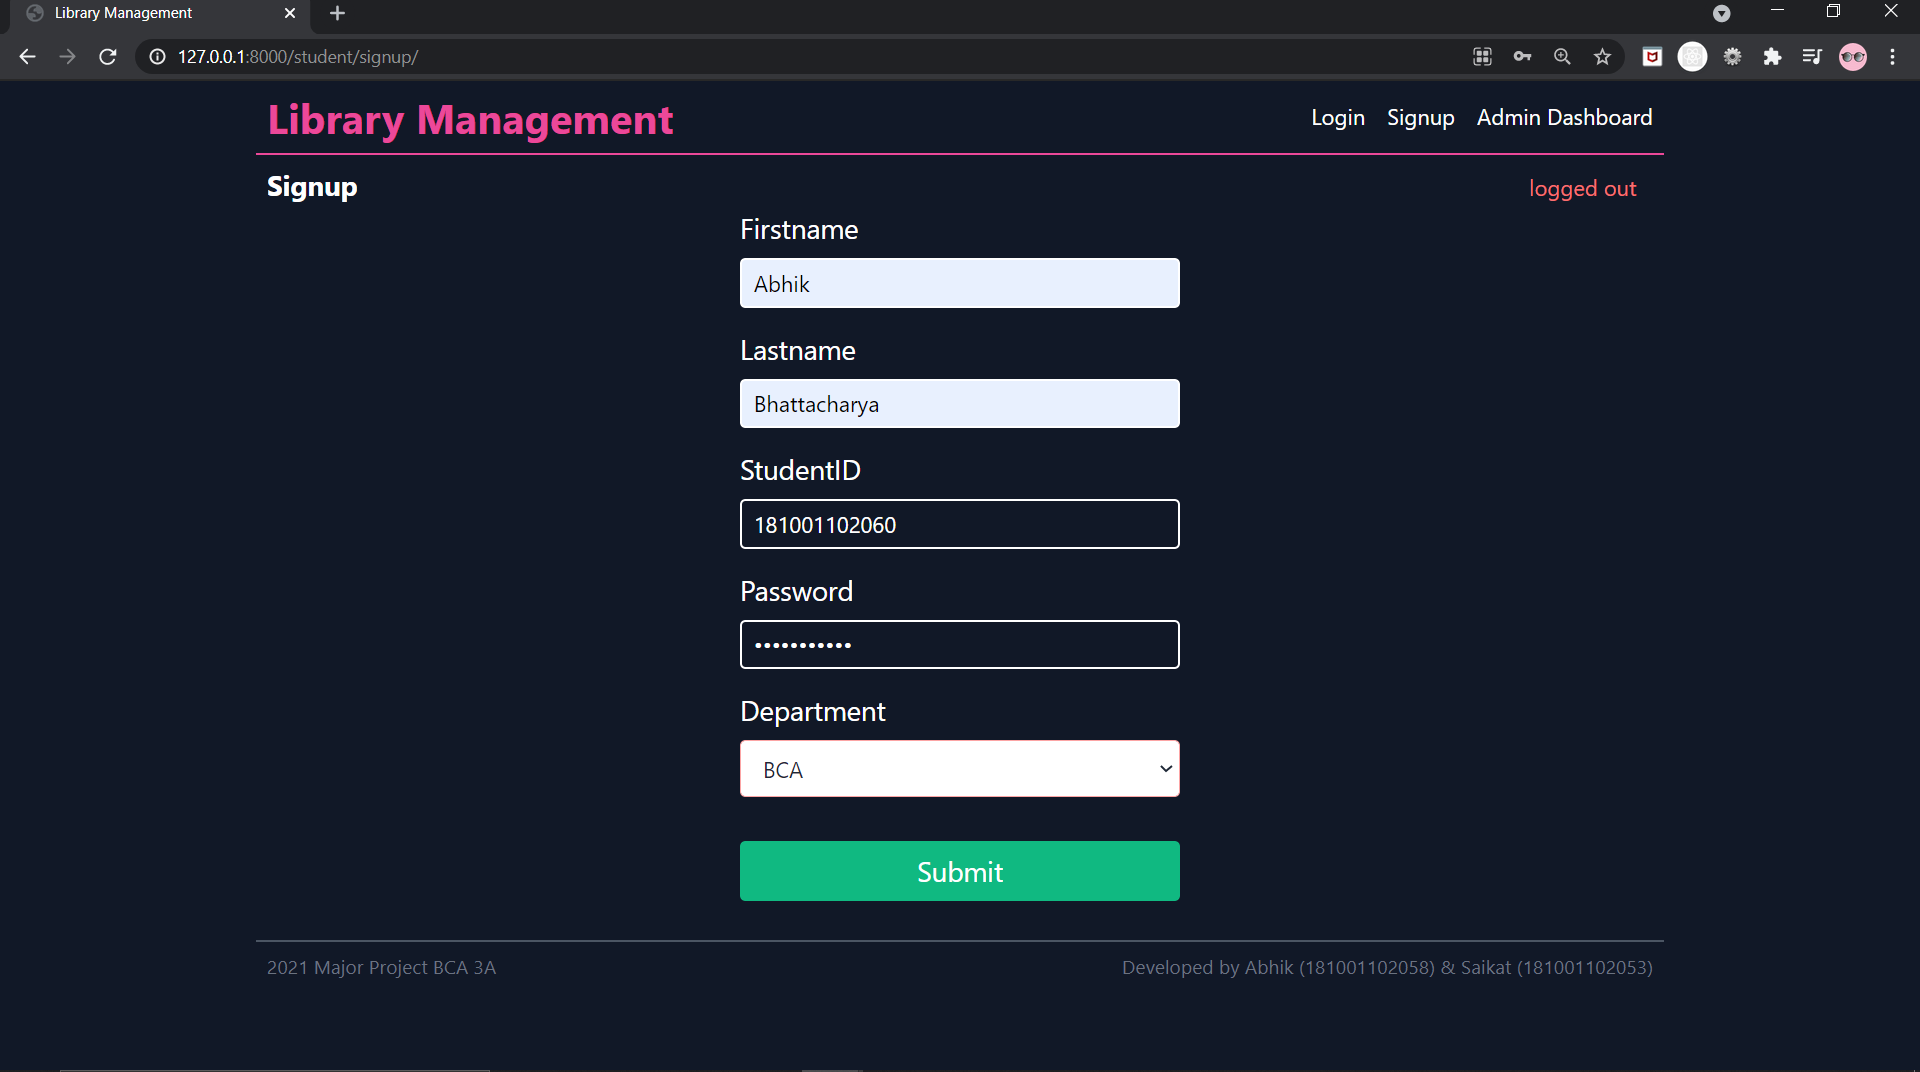 Library Management
127.0.0.1:8000/student/signup/
Library Management
Login Signup Admin Dashboard
Signup
logged out
Firstname
Abhik
Lastname
Bhattacharya
StudentID
181001102060
Password
•••••••••••
Department
BCA
Submit
2021 Major Project BCA 3A
Developed by Abhik (181001102058) & Saikat (181001102053)